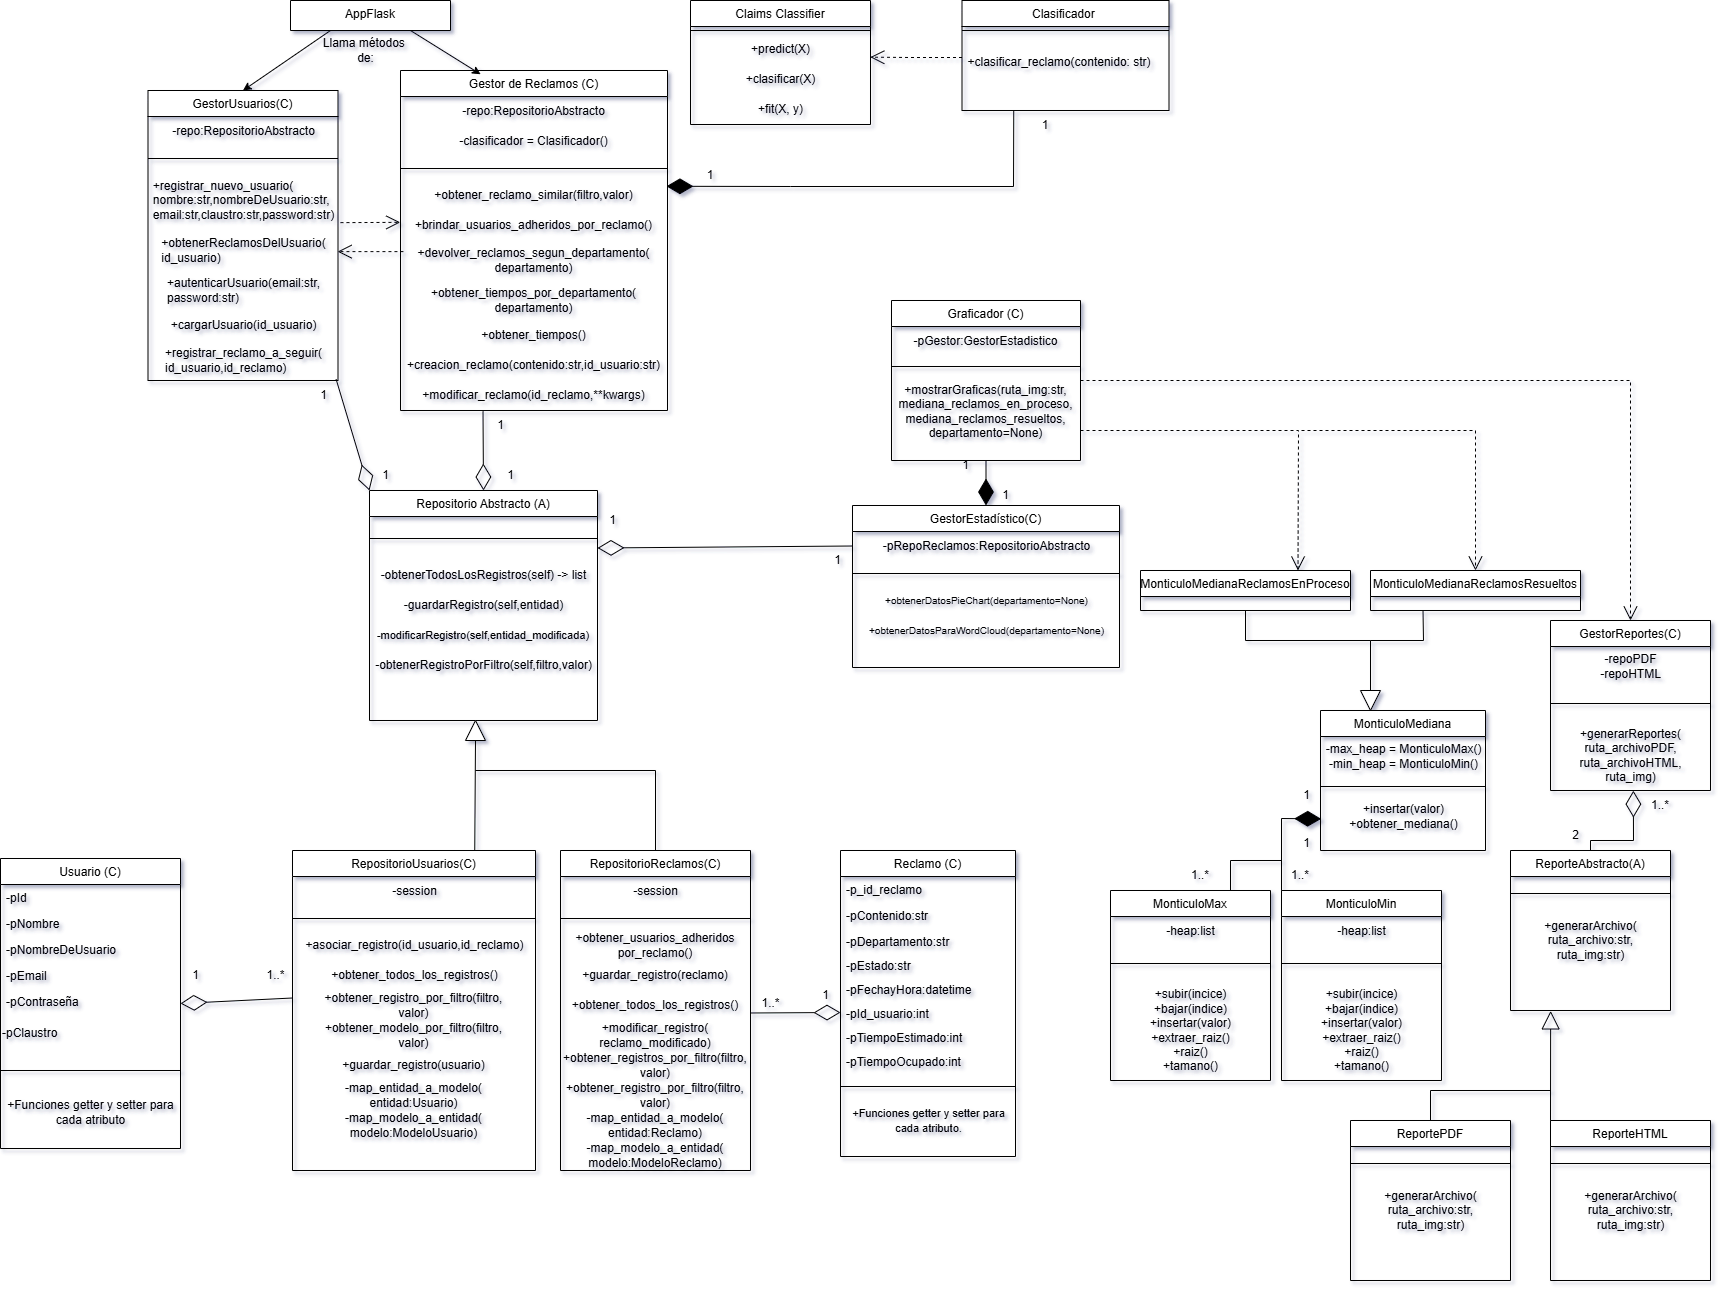 AppFlask
Llama métodos
de:
Claims Classifier
+predict(X)
+clasificar(X)
+fit(X, y)
Clasificador
+clasificar_reclamo(contenido: str)
1
1
GestorUsuarios(C)
-repo:RepositorioAbstracto
+registrar_nuevo_usuario(
nombre:str,nombreDeUsuario:str,
email:str,claustro:str,password:str)
+obtenerReclamosDelUsuario(
id_usuario)
+autenticarUsuario(email:str,
password:str)
+cargarUsuario(id_usuario)
+registrar_reclamo_a_seguir(
id_usuario,id_reclamo)
1
1
Gestor de Reclamos (C)
-repo:RepositorioAbstracto
-clasificador = Clasificador()
+obtener_reclamo_similar(filtro,valor)
+brindar_usuarios_adheridos_por_reclamo()
+devolver_reclamos_segun_departamento(
departamento)
+obtener_tiempos_por_departamento(
departamento)
+obtener_tiempos()
+creacion_reclamo(contenido:str,id_usuario:str)
+modificar_reclamo(id_reclamo,**kwargs)
1
1
Graficador (C)
-pGestor:GestorEstadistico
+mostrarGraficas(ruta_img:str,
mediana_reclamos_en_proceso,
mediana_reclamos_resueltos,
departamento=None)
1
1
Repositorio Abstracto (A)
-obtenerTodosLosRegistros(self) -> list
-guardarRegistro(self,entidad)
-modificarRegistro(self,entidad_modificada)
-obtenerRegistroPorFiltro(self,filtro,valor)
1
1
GestorEstadístico(C)
-pRepoReclamos:RepositorioAbstracto
+obtenerDatosPieChart(departamento=None)
+obtenerDatosParaWordCloud(departamento=None)
MonticuloMedianaReclamosEnProceso
MonticuloMedianaReclamosResueltos
GestorReportes(C)
-repoPDF
-repoHTML
+generarReportes(
ruta_archivoPDF,
ruta_archivoHTML,
ruta_img)
1..*
2
MonticuloMediana
-max_heap = MonticuloMax()
-min_heap = MonticuloMin()
+insertar(valor)
+obtener_mediana()
1
1
1..*
1..*
Usuario (C)
-pId
-pNombre
-pNombreDeUsuario
-pEmail
-pContraseña
-pClaustro
+Funciones getter y setter para
cada atributo
1
1..*
RepositorioUsuarios(C)
-session
+asociar_registro(id_usuario,id_reclamo)
+obtener_todos_los_registros()
+obtener_registro_por_filtro(filtro,
valor)
+obtener_modelo_por_filtro(filtro,
valor)
+guardar_registro(usuario)
-map_entidad_a_modelo(
entidad:Usuario)
-map_modelo_a_entidad(
modelo:ModeloUsuario)
RepositorioReclamos(C)
-session
+obtener_usuarios_adheridos
por_reclamo()
+guardar_registro(reclamo)
+obtener_todos_los_registros()
+modificar_registro(
reclamo_modificado)
+obtener_registros_por_filtro(filtro,
valor)
+obtener_registro_por_filtro(filtro,
valor)
-map_entidad_a_modelo(
entidad:Reclamo)
-map_modelo_a_entidad(
modelo:ModeloReclamo)
1..*
1
Reclamo (C)
-p_id_reclamo
-pContenido:str
-pDepartamento:str
-pEstado:str
-pFechayHora:datetime
-pId_usuario:int
-pTiempoEstimado:int
-pTiempoOcupado:int
+Funciones getter y setter para
cada atributo.
MonticuloMax
-heap:list
+subir(incice)
+bajar(indice)
+insertar(valor)
+extraer_raiz()
+raiz()
+tamano()
MonticuloMin
-heap:list
+subir(incice)
+bajar(indice)
+insertar(valor)
+extraer_raiz()
+raiz()
+tamano()
ReporteAbstracto(A)
+generarArchivo(
ruta_archivo:str,
ruta_img:str)
ReportePDF
+generarArchivo(
ruta_archivo:str,
ruta_img:str)
ReporteHTML
+generarArchivo(
ruta_archivo:str,
ruta_img:str)